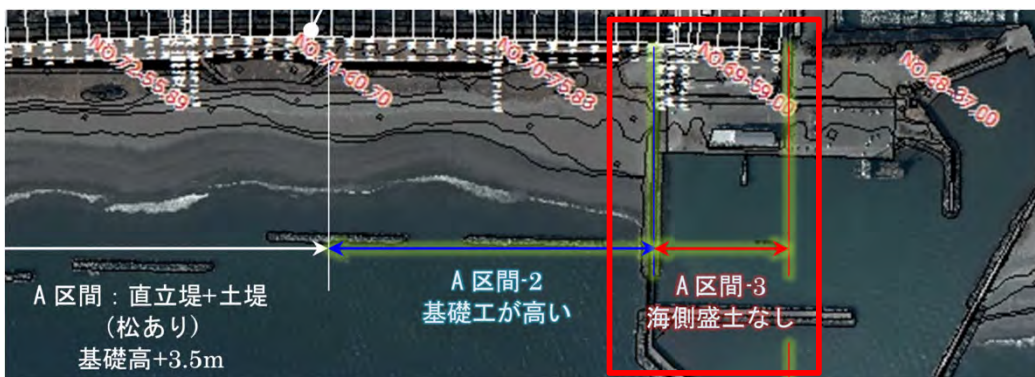 NO.72-55.89
NO.71-60.70
NO.70-75.83
NO.69-59.00
NO.68-37.00
A 区間：直立堤+土堤
（松あり）
基礎高+3.5m
A 区間-2
基礎工が高い
A 区間-3
海側盛土なし